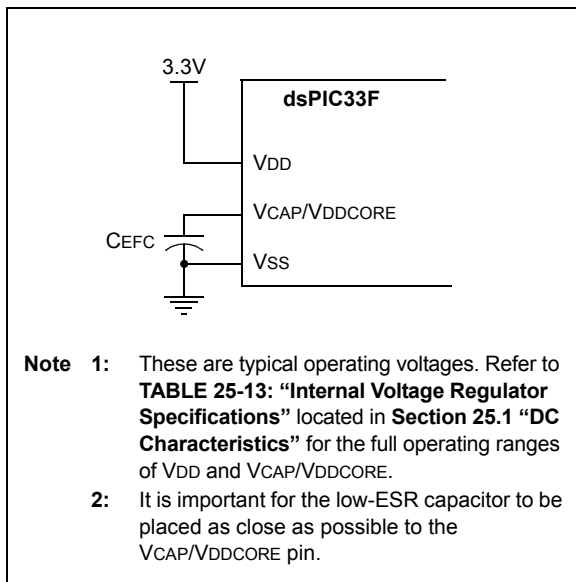 3.3V
dsPIC33F
VDD
VCAP/VDDCORE
CEFC
VSS
Note 1: These are typical operating voltages. Refer to
TABLE 25-13: “Internal Voltage Regulator
Specifications” located in Section 25.1 “DC
Characteristics” for the full operating ranges
of VDD and VCAP/VDDCORE.
2: It is important for the low-ESR capacitor to be
placed as close as possible to the
VCAP/VDDCORE pin.